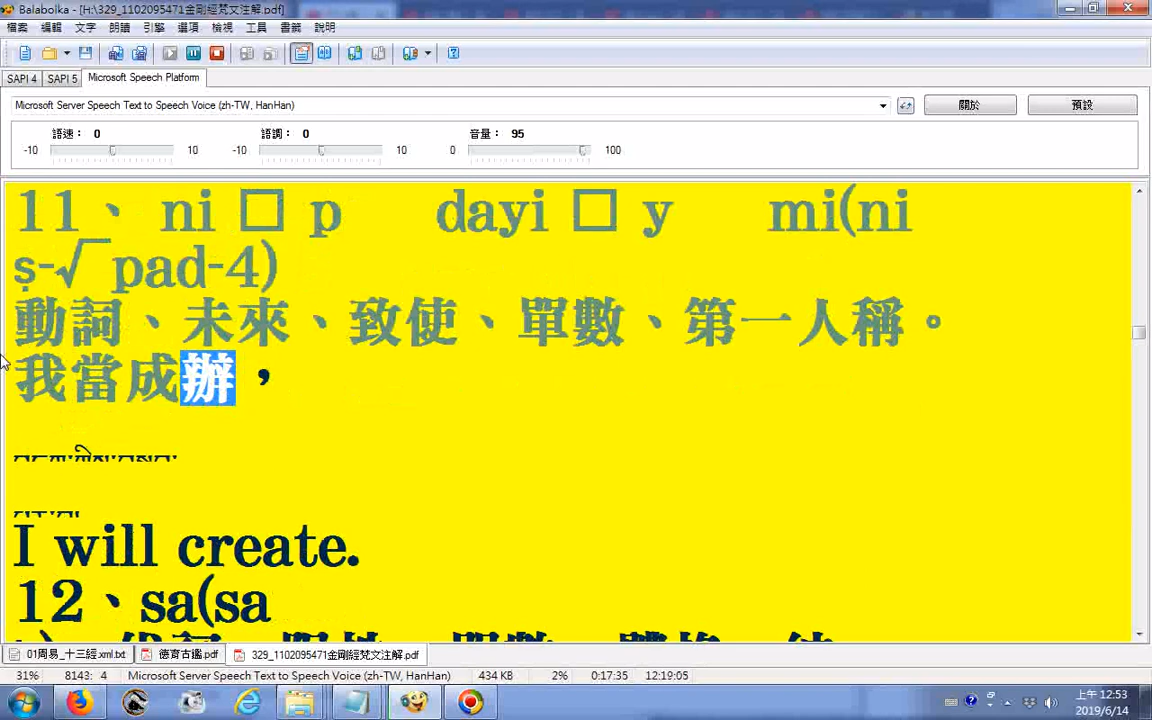 Balabolka - [H:\329_1102095471金剛經梵文注解.pdf]
檔案 編輯 文字 朗讀 引擎 選項 檢視 工具 書籤 說明
SAPI 4 SAPI 5 Microsoft Speech Platform
Microsoft Server Speech Text to Speech Voice (zh-TW, HanHan) 關於 預設
語速： 0 語調： 0 音量： 95
-10 10 -10 10 0 100
11、 ni □ p dayi □ y mi(ni
ṣ-√ pad-4)
動詞、未來、致使、單數、第一人稱。
我當成辦，
I will create.
12、sa(sa
01周易_十三經.xml.txt 德育古鑑.pdf 329_1102095471金剛經梵文注解.pdf
31% 8143: 4 Microsoft Server Speech Text to Speech Voice (zh-TW, HanHan) 434 KB 2% 0:17:35 12:19:05
上午 12:53
2019/6/14